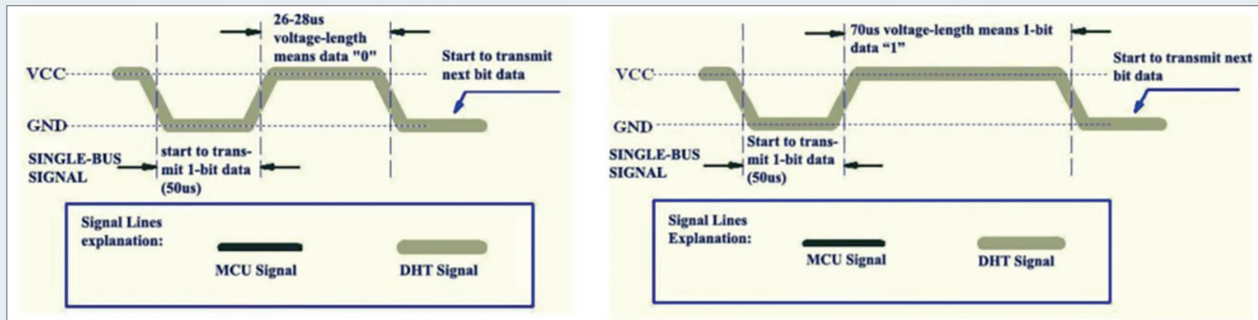 26-28us
voltage-length
means data "0"
Start to transmit
next bit data
VCC
GND
SINGLE-BUS
SIGNAL
start to trans-
mit 1-bit data
(50us)
Signal Lines
explanation:
MCU Signal
DHT Signal
70us voltage-length means 1-bit
data “1”
Start to transmit next
bit data
VCC
GND
SINGLE-BUS
SIGNAL
Start to trans-
mit 1-bit data
(50us)
Signal Lines
Explanation:
MCU Signal
DHT Signal